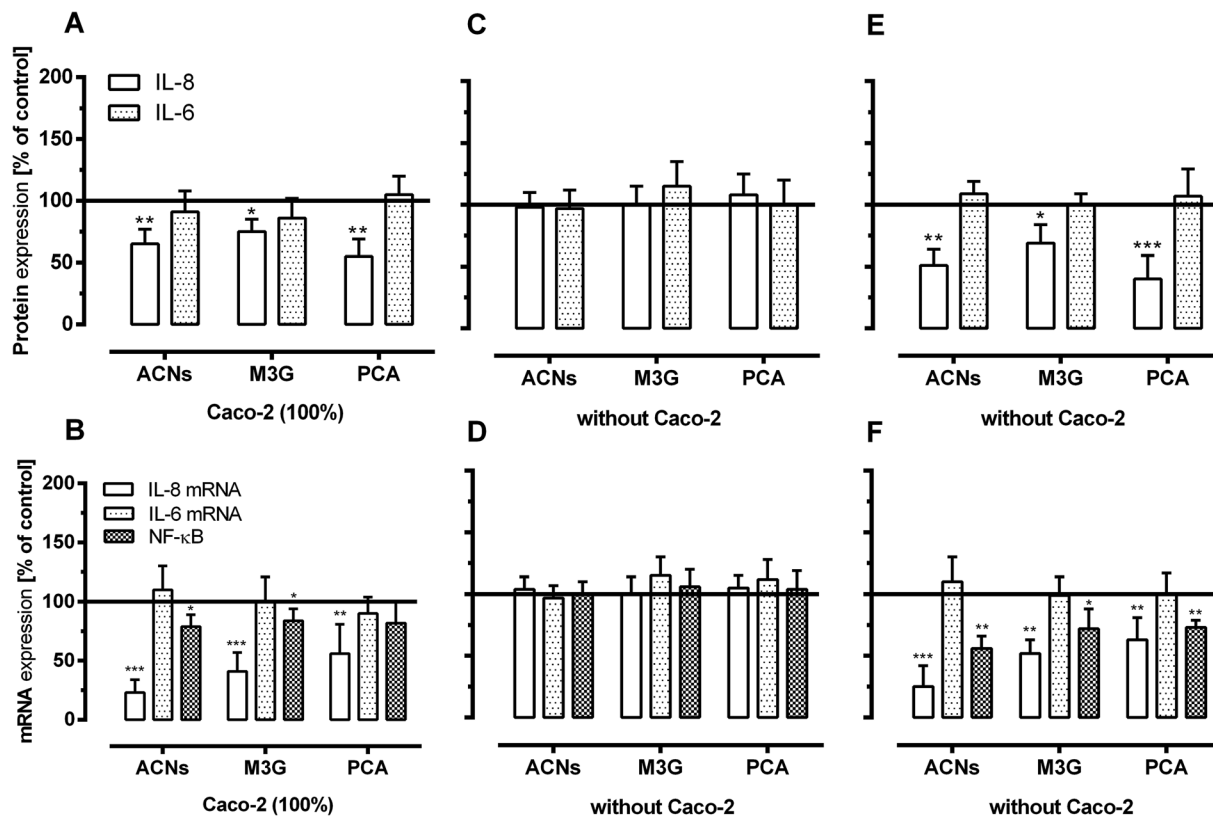 A
Protein expression [% of control]
200
150
100
50
0
IL-8
IL-6
** * **
ACNs M3G PCA
Caco-2 (100%)
C
ACNs M3G PCA
without Caco-2
E
** * ***
ACNs M3G PCA
without Caco-2
B
mRNA expression [% of control]
200
150
100
50
0
IL-8 mRNA
IL-6 mRNA
NF-κB
*** * *** * **
ACNs M3G PCA
Caco-2 (100%)
D
ACNs M3G PCA
without Caco-2
F
*** ** ** * ** **
ACNs M3G PCA
without Caco-2